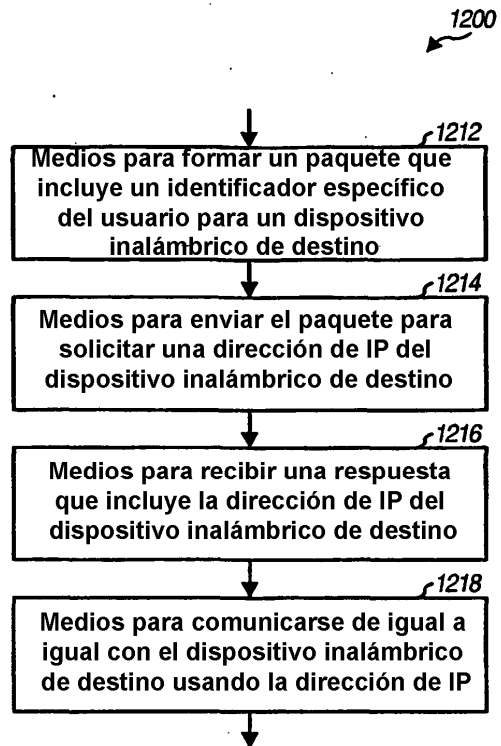 1200
1212
Medios para formar un paquete que
incluye un identificador específico
del usuario para un dispositivo
inalámbrico de destino
1214
Medios para enviar el paquete para
solicitar una dirección de IP del
dispositivo inalámbrico de destino
1216
Medios para recibir una respuesta
que incluye la dirección de IP del
dispositivo inalámbrico de destino
1218
Medios para comunicarse de igual a
igual con el dispositivo inalámbrico
de destino usando la dirección de IP